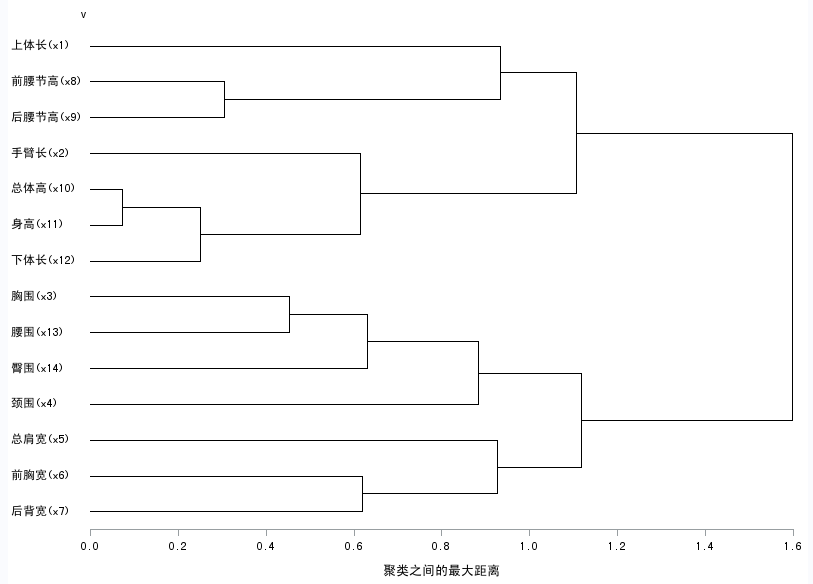 v
上体长(x1)
前腰节高(x8)
后腰节高(x9)
手臂长(x2)
总体高(x10)
身高(x11)
下体长(x12)
胸围(x3)
腰围(x13)
臀围(x14)
颈围(x4)
总肩宽(x5)
前胸宽(x6)
后背宽(x7)
0.0 0.2 0.4 0.6 0.8 1.0 1.2 1.4 1.6
聚类之间的最大距离